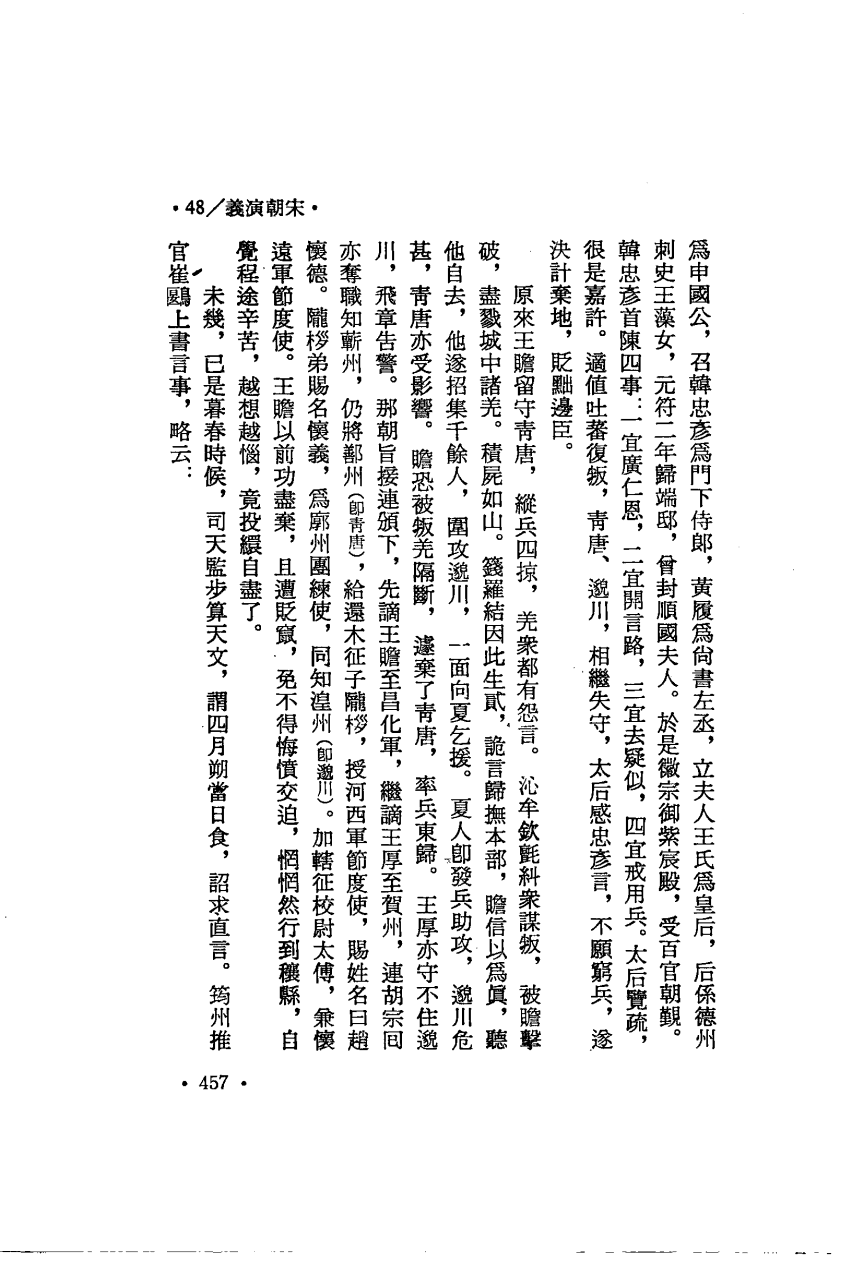 ·48／義演朝宋·
爲申國公，召韓忠彥爲門下侍郎，黃履爲尙書左丞，立夫人王氏爲皇后，后係德州
刺史王藻女，元符二年歸端邸，曾封順國夫人。於是徽宗御紫宸殿，受百官朝覲。
韓忠彥首陳四事：一宜廣仁恩，二宜開言路，三宜去疑似，四宜戒用兵。太后覽疏，
很是嘉許。適值吐蕃復叛，靑唐、邈川，相繼失守，太后感忠彥言，不願窮兵，遂
決計棄地，貶黜邊臣。
原來王贍留守靑唐，縱兵四掠，羌衆都有怨言。沁牟欽氈糾衆謀叛，被贍擊
破，盡戮城中諸羌。積屍如山。籛羅結因此生貳，詭言歸撫本部，贍信以爲眞，聽
他自去，他遂招集千餘人，圍攻邈川，一面向夏乞援。夏人卽發兵助攻，邈川危
甚，靑唐亦受影響。贍恐被叛羌隔斷，遽棄了靑唐，率兵東歸。王厚亦守不住邈
川，飛章告警。那朝旨接連頒下，先謫王贍至昌化軍，繼謫王厚至賀州，連胡宗回
亦奪職知蘄州，仍將鄯州（卽靑唐），給還木征子隴拶，授河西軍節度使，賜姓名曰趙
懷德。隴拶弟賜名懷義，爲廓州團練使，同知湟州（卽邈川）。加轄征校尉太傅，兼懷
遠軍節度使。王贍以前功盡棄，且遭貶竄，免不得悔憤交迫，惘惘然行到穰縣，自
覺程途辛苦，越想越惱，竟投繯自盡了。
未幾，已是暮春時候，司天監步算天文，謂四月朔當日食，詔求直言。筠州推
官崔鶠上書言事，略云：
·457·